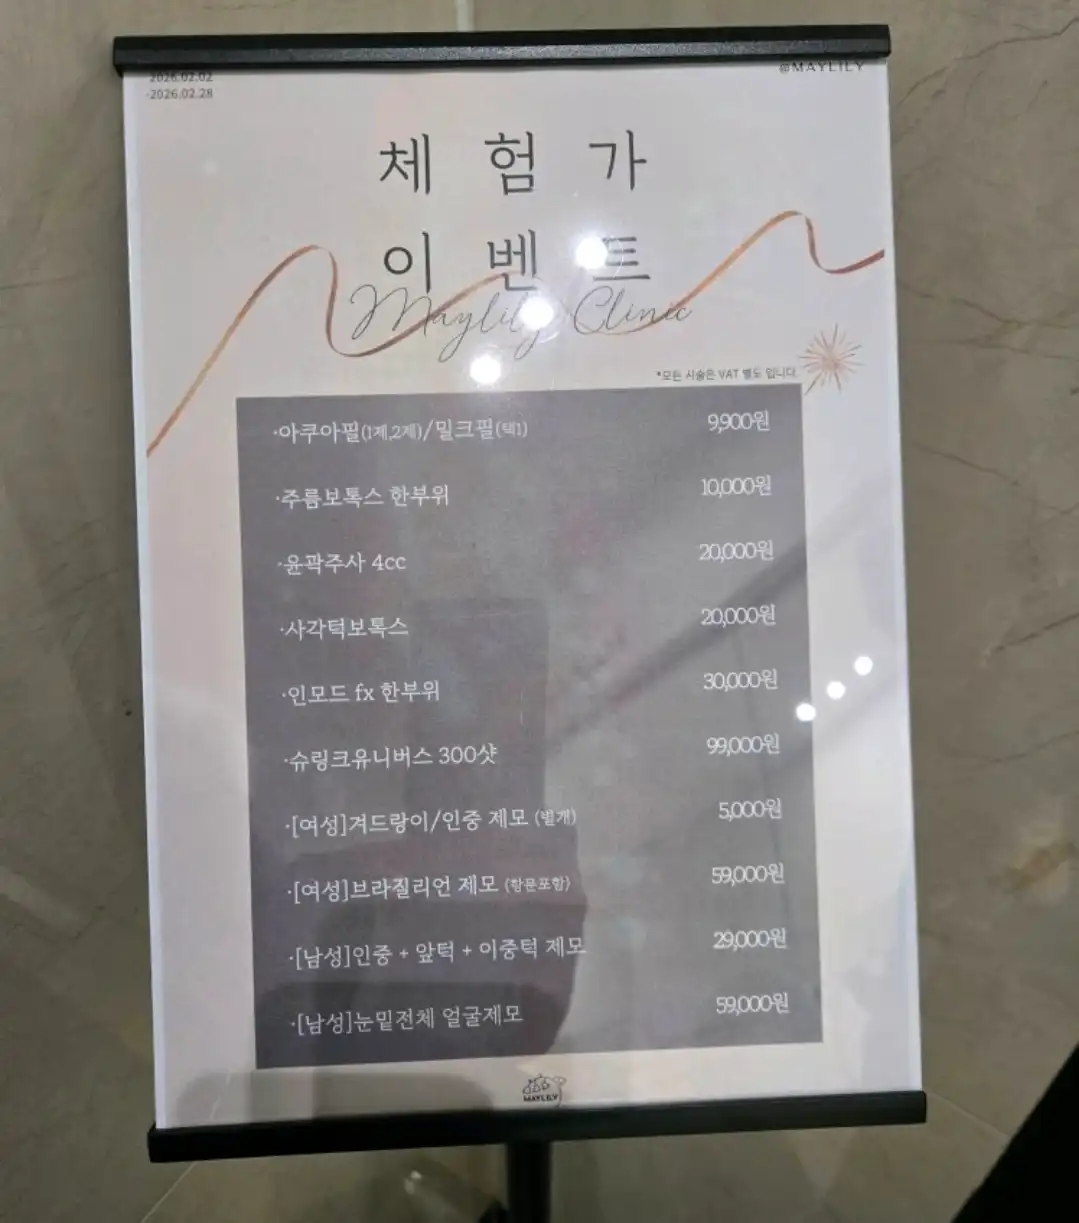 2026.02.02
-2026.02.28
@MAYLILY
체험가
이벤트
Maylily Clinic
*모든 시술은 VAT 별도 입니다.
·아쿠아필(1제,2제)/밀크필(택1) 9,900원
·주름보톡스 한부위 10,000원
·윤곽주사 4cc 20,000원
·사각턱보톡스 20,000원
·인모드 fx 한부위 30,000원
·슈링크유니버스 300샷 99,000원
·[여성]겨드랑이/인중 제모 (별개) 5,000원
·[여성]브라질리언 제모 (항문포함) 59,000원
·[남성]인중 + 앞턱 + 이중턱 제모 29,000원
·[남성]눈밑전체 얼굴제모 59,000원
MAYLILY